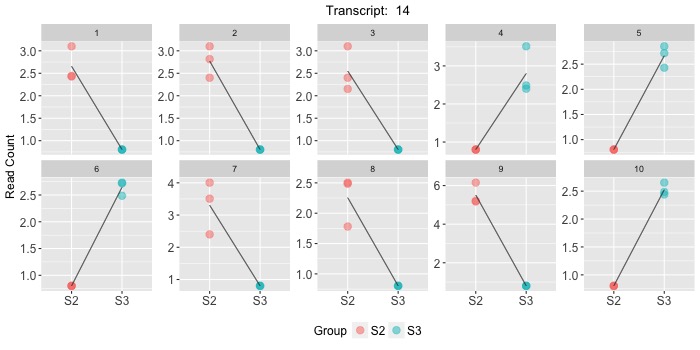 Transcript: 14
1 2 3 4 5
3.0 3.0 3.0 3 2.5
2.5 2.5 2.5 2.0
2.0 2.0 2.0 2 1.5
1.5 1.5 1.5
1.0 1.0 1.0 1 1.0
Read Count
6 7 8 9 10
2.5 4 2.5 6 2.5
2.0 3 2.0 4 2.0
1.5 2 1.5 2 1.5
1.0 1 1.0 1.0
S2 S3 S2 S3 S2 S3 S2 S3 S2 S3
Group S2 S3